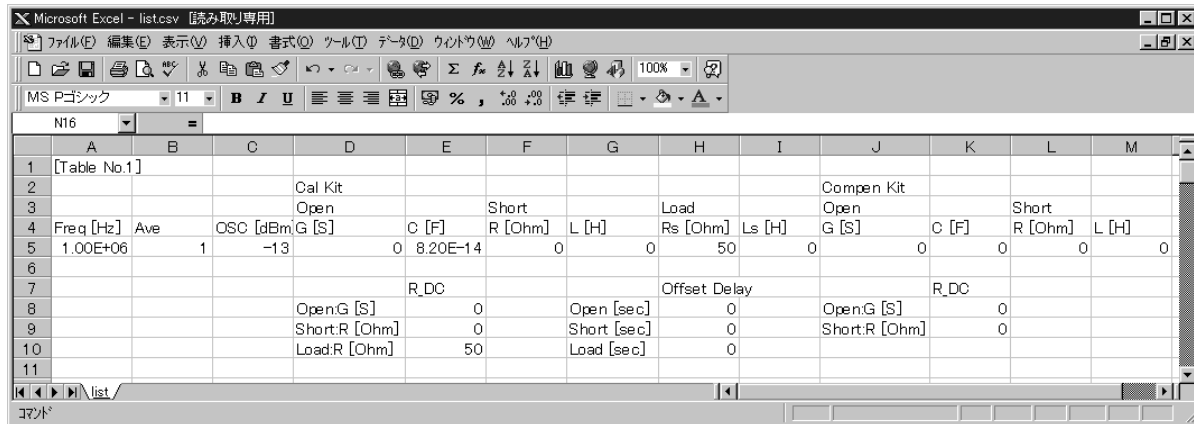 Microsoft Excel - list.csv [読み取り専用]
ファイル(F) 編集(E) 表示(V) 挿入(I) 書式(O) ツール(T) データ(D) ウィンドウ(W) ヘルプ(H)
100%
MS Pゴシック 11 B I U
N16 =
A B C D E F G H I J K L M
1 [Table No.1]
2 Cal Kit Compen Kit
3 Open Short Load Open Short
4 Freq [Hz] Ave OSC [dBm] G [S] C [F] R [Ohm] L [H] Rs [Ohm] Ls [H] G [S] C [F] R [Ohm] L [H]
5 1.00E+06 1 -13 0 8.20E-14 0 0 50 0 0 0 0 0
6
7 R_DC Offset Delay R_DC
8 Open:G [S] 0 Open [sec] 0 Open:G [S] 0
9 Short:R [Ohm] 0 Short [sec] 0 Short:R [Ohm] 0
10 Load:R [Ohm] 50 Load [sec] 0
11
list
コマンド